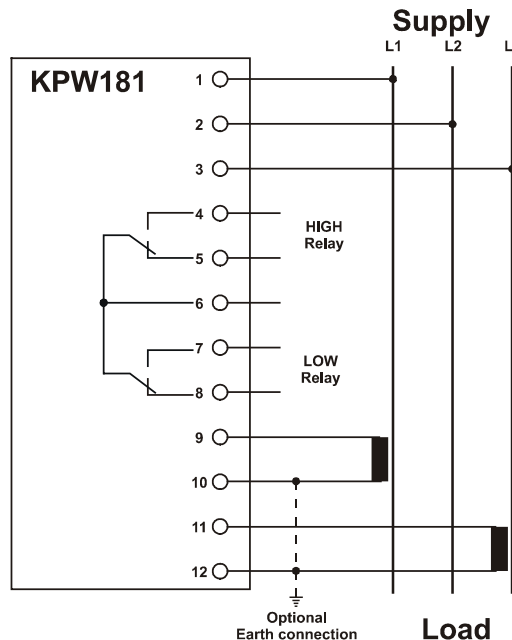 Supply
L1 L2 L
KPW181
1
2
3
4
HIGH
Relay
5
6
7
LOW
Relay
8
9
10
11
12
Optional
Earth connection
Load